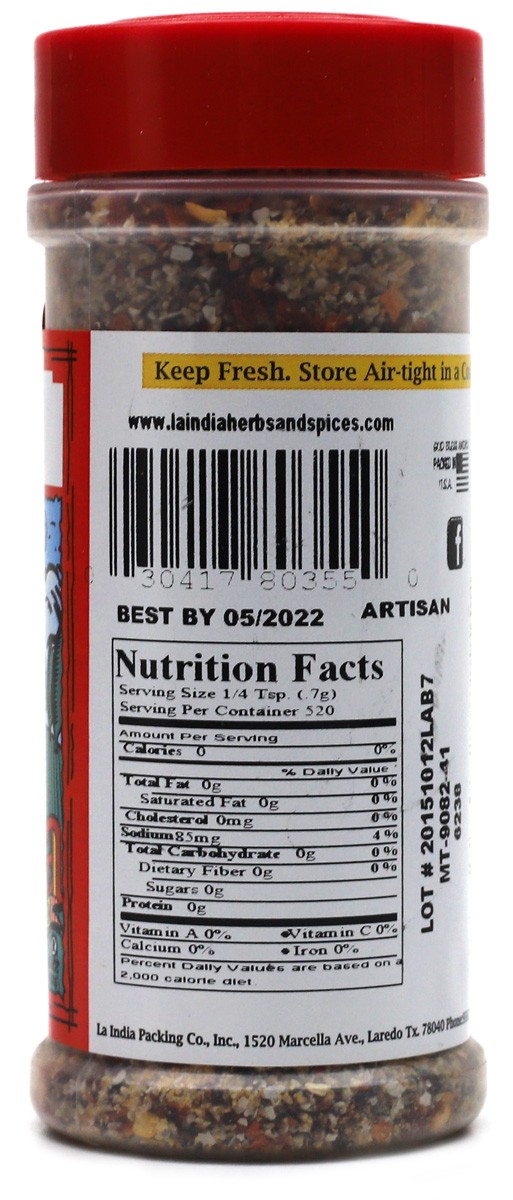 Keep Fresh. Store Air-tight in a
www.laindiaherbsandspices.com
PACKED IN
U.S.A.
f
0 30417 80355 0
BEST BY 05/2022 ARTISAN
Nutrition Facts
Serving Size 1/4 Tsp. (.7g)
Serving Per Container 520
Amount Per Serving
Calories 0 0%
% Daily Value
Total Fat 0g 0%
Saturated Fat 0g 0%
Cholesterol 0mg 0%
Sodium 85mg 4%
Total Carbohydrate 0g 0%
Dietary Fiber 0g 0%
Sugars 0g
Protein 0g
Vitamin A 0% •Vitamin C 0%
Calcium 0% • Iron 0%
Percent Daily Values are based on a
2,000 calorie diet.
LOT # 20151012LAB7
MT-9082-41
6238
La India Packing Co., Inc., 1520 Marcella Ave., Laredo Tx. 78040 Phone: